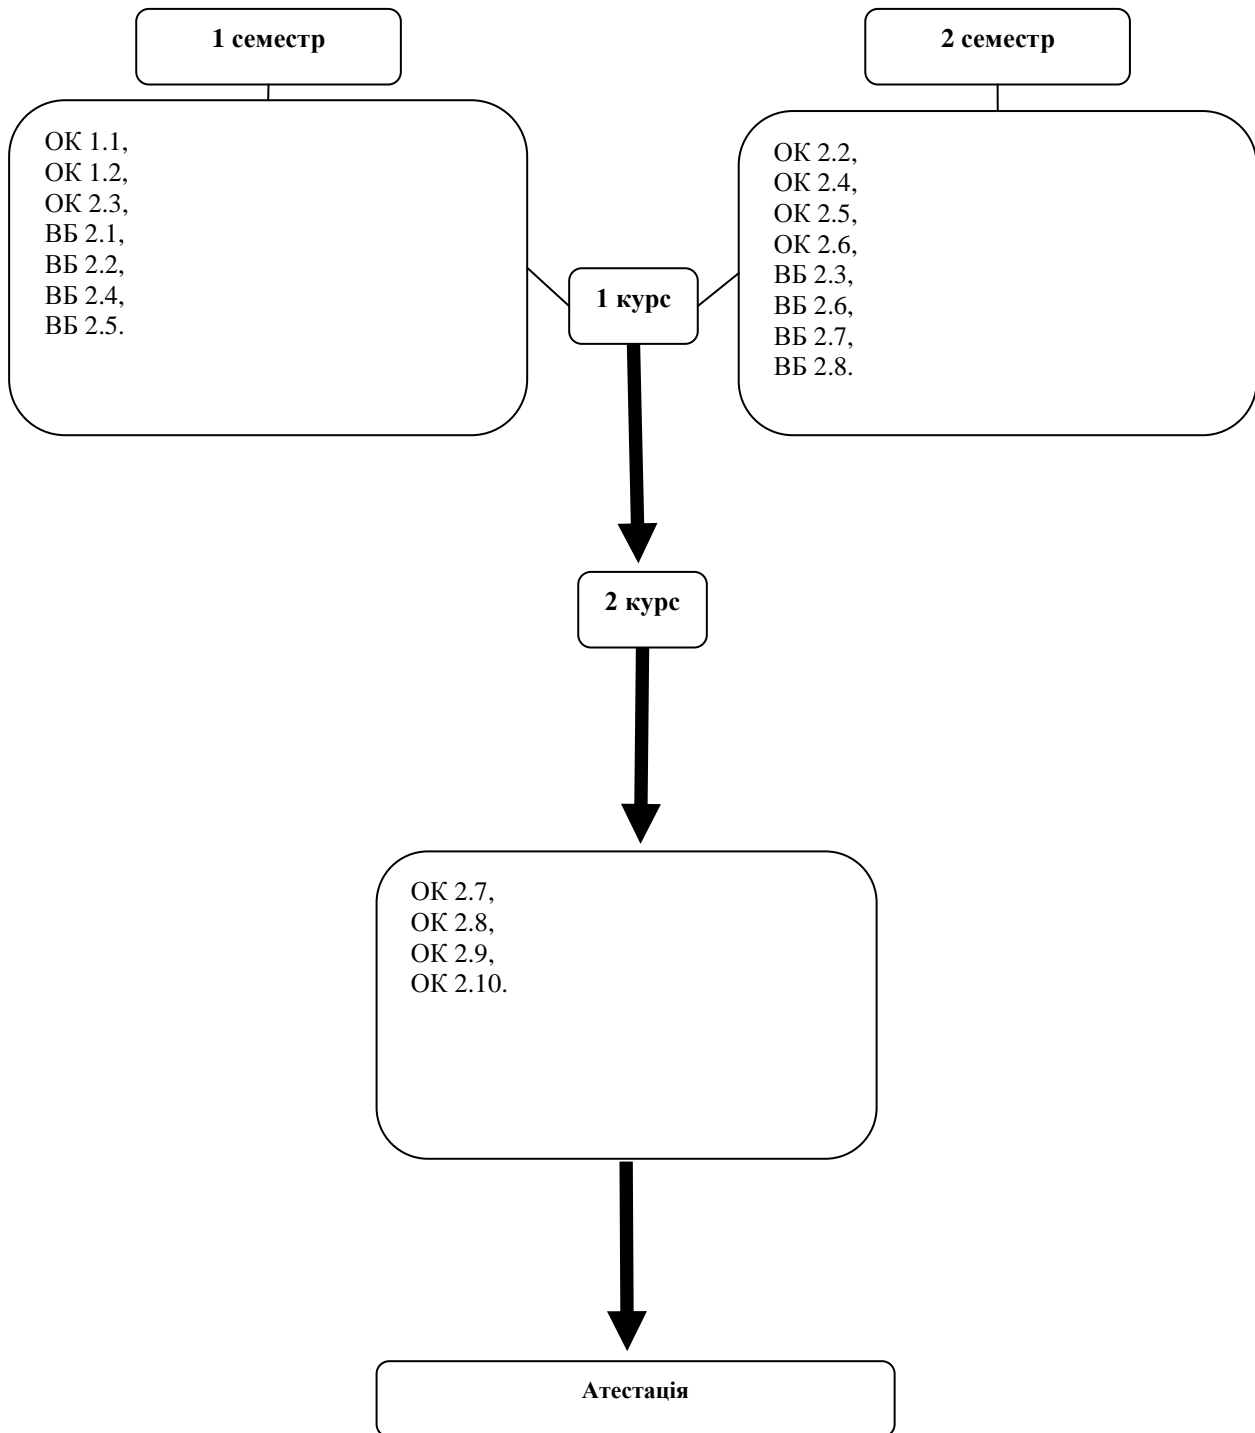 1 семестр
ОК 1.1,
ОК 1.2,
ОК 2.3,
ВБ 2.1,
ВБ 2.2,
ВБ 2.4,
ВБ 2.5.
2 семестр
ОК 2.2,
ОК 2.4,
ОК 2.5,
ОК 2.6,
ВБ 2.3,
ВБ 2.6,
ВБ 2.7,
ВБ 2.8.
1 курс
2 курс
ОК 2.7,
ОК 2.8,
ОК 2.9,
ОК 2.10.
Атестація